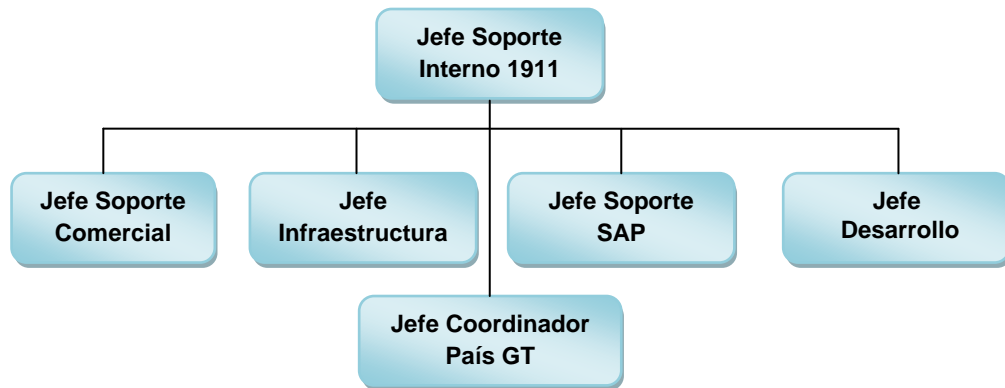 Jefe Soporte
Interno 1911
Jefe Soporte
Comercial
Jefe
Infraestructura
Jefe Soporte
SAP
Jefe
Desarrollo
Jefe Coordinador
País GT